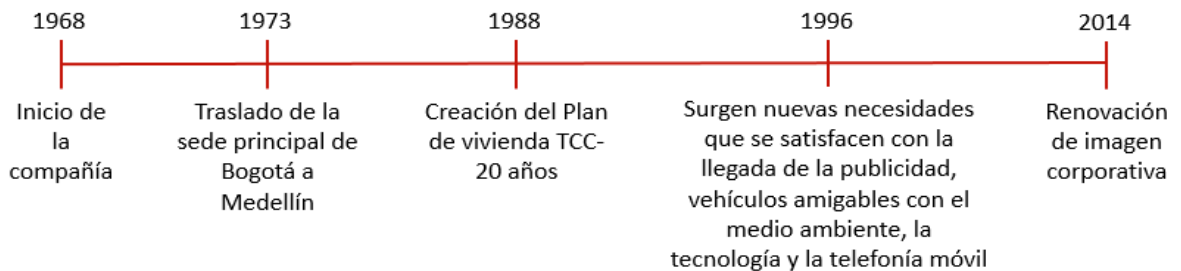 1968
Inicio de
la
compañía
1973
Traslado de la
sede principal de
Bogotá a
Medellín
1988
Creación del Plan
de vivienda TCC-
20 años
1996
Surgen nuevas necesidades
que se satisfacen con la
llegada de la publicidad,
vehículos amigables con el
medio ambiente, la
tecnología y la telefonía móvil
2014
Renovación
de imagen
corporativa